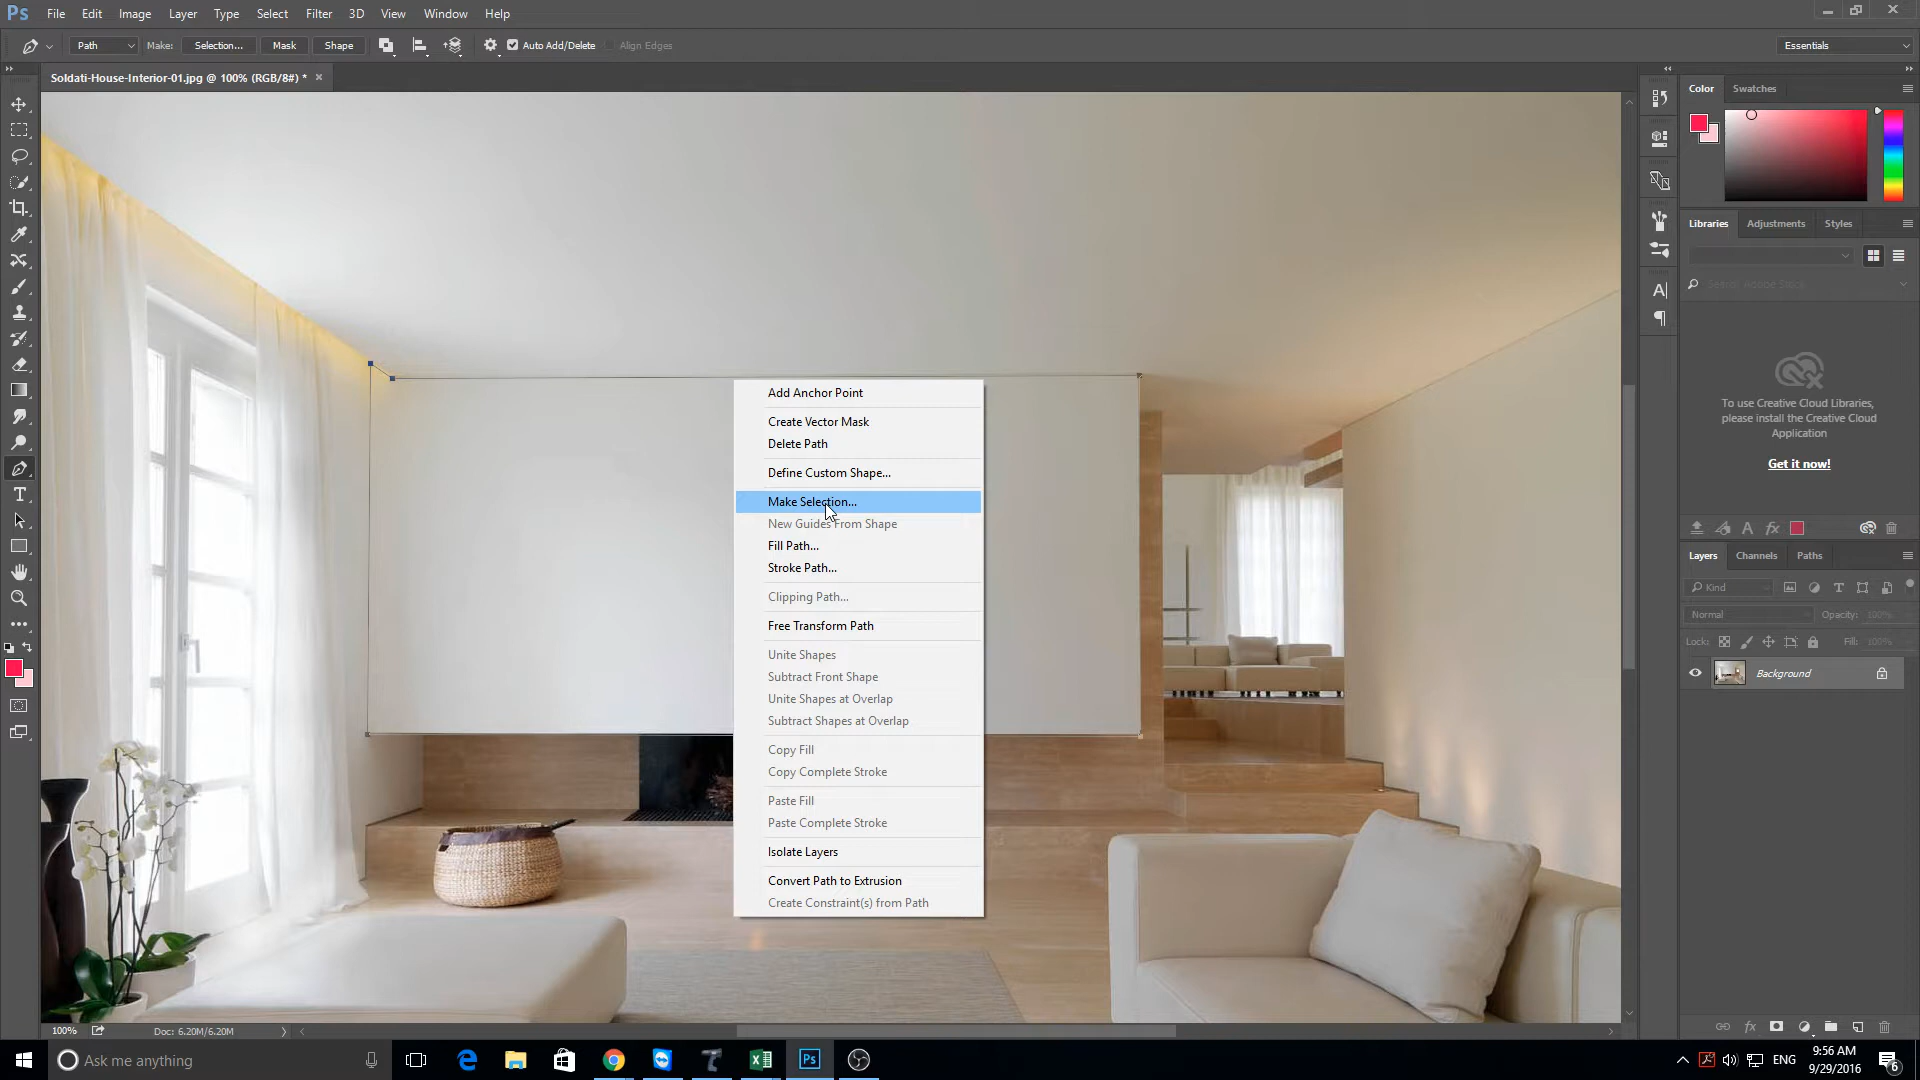 Ps File Edit Image Layer Type Select Filter 3D View Window Help
Path Make: Selection... Mask Shape Auto Add/Delete Align Edges Essentials
Soldati-House-Interior-01.jpg @ 100% (RGB/8#) * ×
Color Swatches
Libraries Adjustments Styles
Search Adobe Stock
To use Creative Cloud Libraries,
please install the Creative Cloud
Application
Get it now!
Add Anchor Point
Create Vector Mask
Delete Path
Define Custom Shape...
Make Selection...
New Guides From Shape
Fill Path...
Stroke Path...
Clipping Path...
Free Transform Path
Unite Shapes
Subtract Front Shape
Unite Shapes at Overlap
Subtract Shapes at Overlap
Copy Fill
Copy Complete Stroke
Paste Fill
Paste Complete Stroke
Isolate Layers
Convert Path to Extrusion
Create Constraint(s) from Path
Layers Channels Paths
Kind
Normal Opacity: 100%
Lock: Fill: 100%
Background
100% Doc: 6.20M/6.20M
Ask me anything
Ps
ENG
9:56 AM
9/29/2016
6